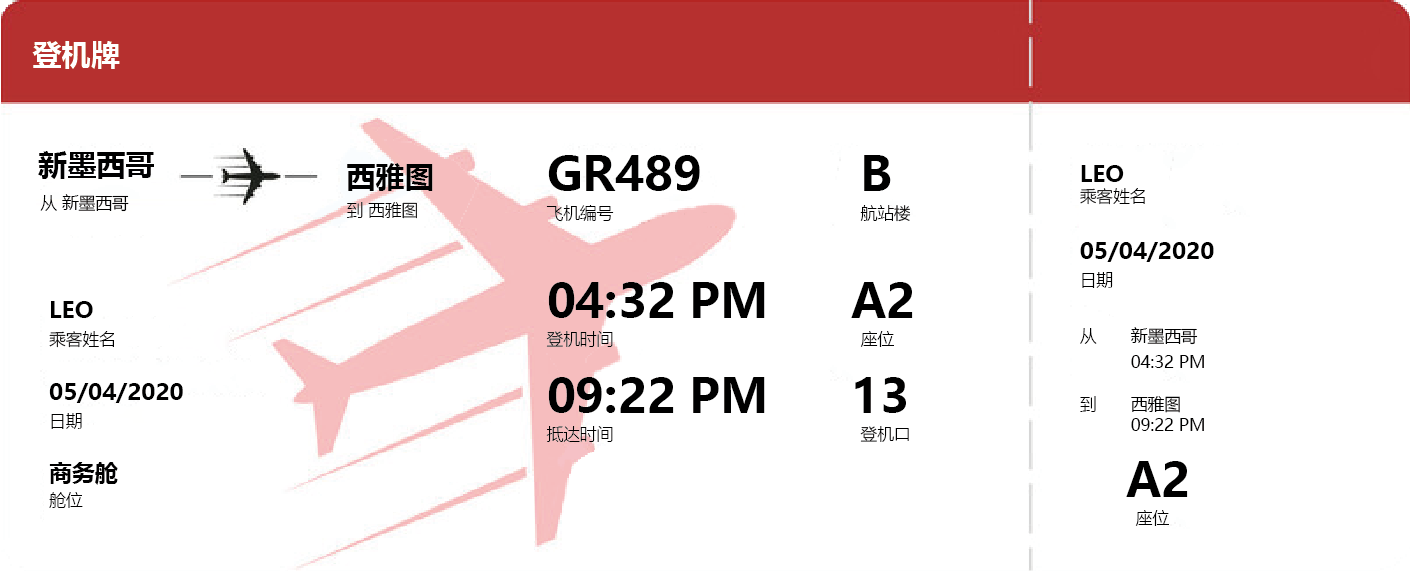 登机牌
新墨西哥
从 新墨西哥
西雅图
到 西雅图
GR489
飞机编号
B
航站楼
LEO
乘客姓名
04:32 PM
登机时间
A2
座位
05/04/2020
日期
09:22 PM
抵达时间
13
登机口
商务舱
舱位
LEO
乘客姓名
05/04/2020
日期
从 新墨西哥
04:32 PM
到 西雅图
09:22 PM
A2
座位